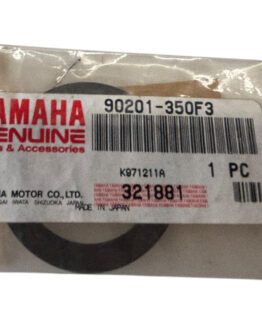 YAMAHA 90201-350F3
GENUINE
& Accessories
K971211A 1 PC
MOTOR CO., LTD.
321881
IWATA SHIZUOKA JAPAN
MADE IN JAPAN